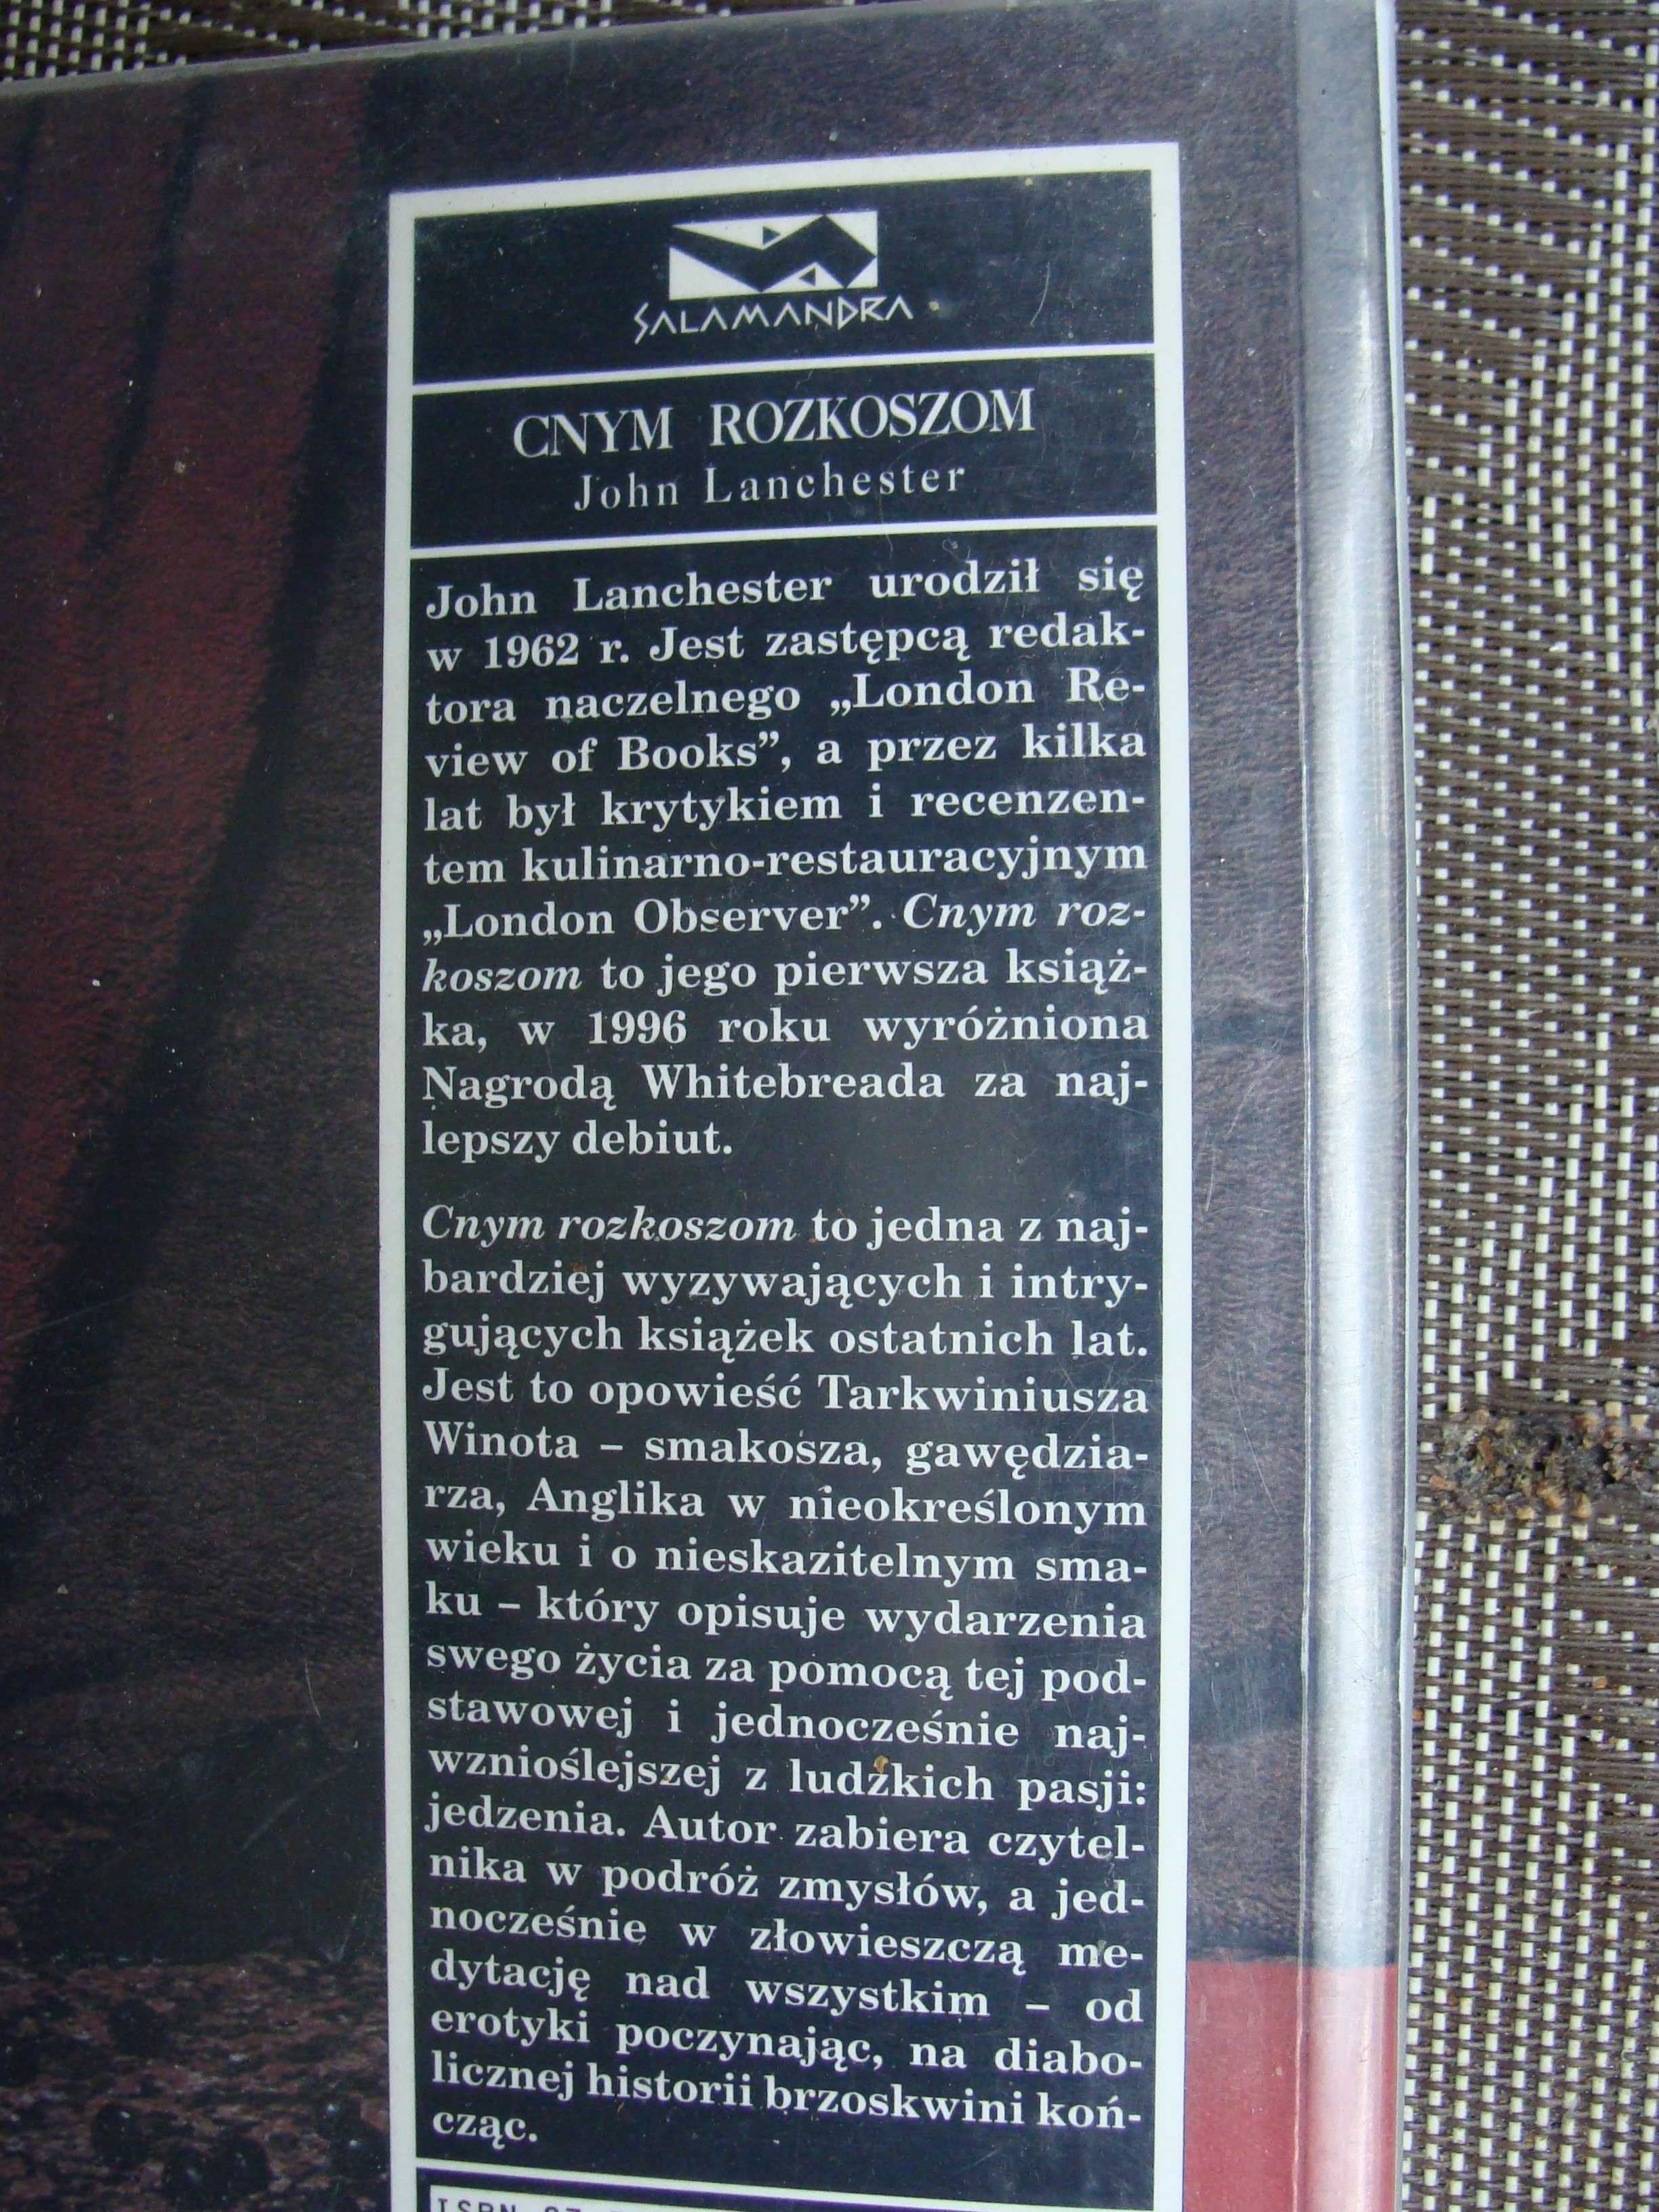 SALAMANDRA
CNYM ROZKOSZOM
John Lanchester
John Lanchester urodził się
w 1962 r. Jest zastępcą redak-
tora naczelnego „London Re-
view of Books”, a przez kilka
lat był krytykiem i recenzen-
tem kulinarno-restauracyjnym
„London Observer”. Cnym roz-
koszom to jego pierwsza książ-
ka, w 1996 roku wyróżniona
Nagrodą Whitebreada za naj-
lepszy debiut.
Cnym rozkoszom to jedna z naj-
bardziej wyzywających i intry-
gujących książek ostatnich lat.
Jest to opowieść Tarkwiniusza
Winota – smakosza, gawędzia-
rza, Anglika w nieokreślonym
wieku i o nieskazitelnym sma-
ku – który opisuje wydarzenia
swego życia za pomocą tej pod-
stawowej i jednocześnie naj-
wznioślejszej z ludzkich pasji:
jedzenia. Autor zabiera czytel-
nika w podróż zmysłów, a jed-
nocześnie w złowieszczą me-
dytację nad wszystkim – od
erotyki poczynając, na diabo-
licznej historii brzoskwini koń-
cząc.
ISBN